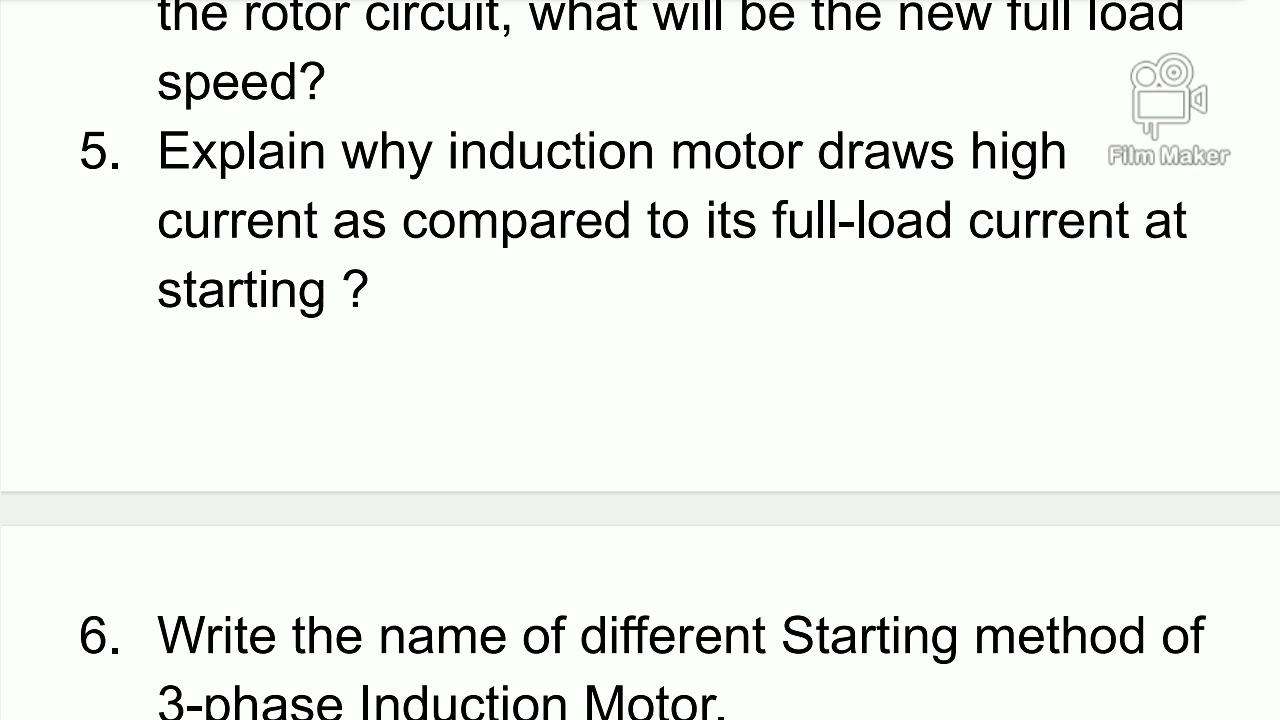 the rotor circuit, what will be the new full load
speed?
5. Explain why induction motor draws high
Film Maker
current as compared to its full-load current at
starting ?
6. Write the name of different Starting method of
3-phase Induction Motor.